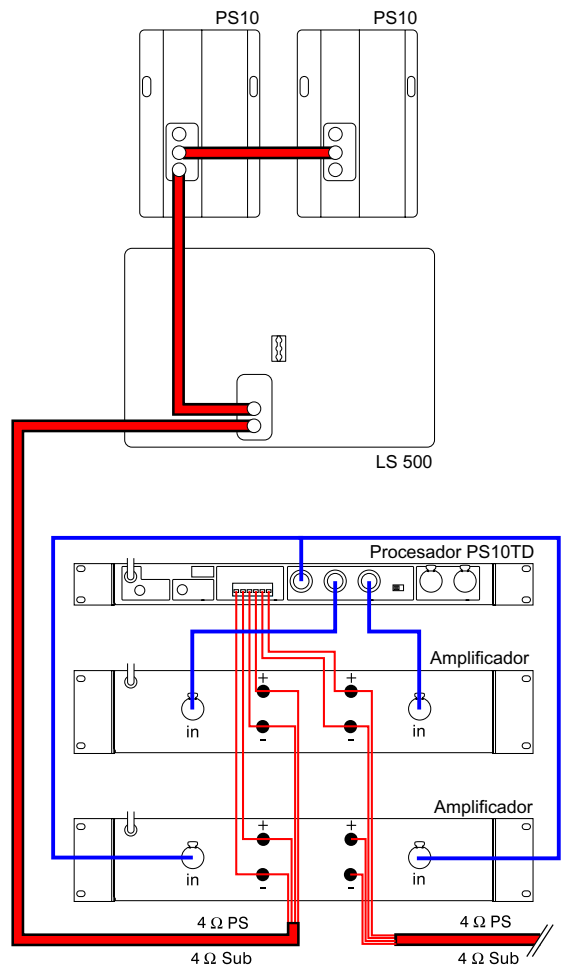 PS10 PS10
LS 500
Procesador PS10TD
Amplificador
+ +
in - - in
Amplificador
+ +
in - - in
4 Ω PS 4 Ω PS
4 Ω Sub 4 Ω Sub